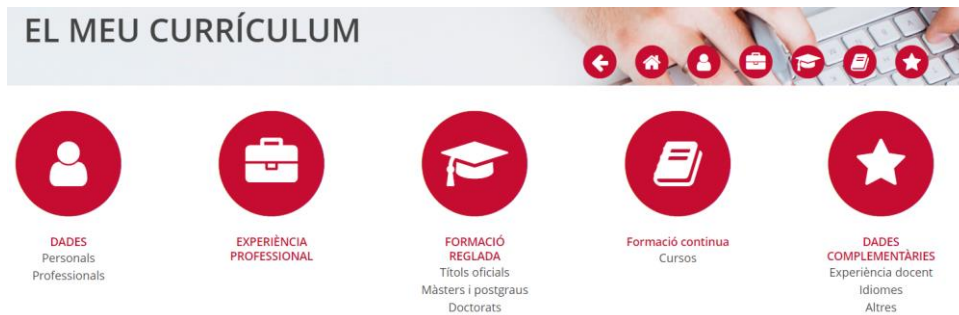 EL MEU CURRÍCULUM
DADES
Personals
Professionals
EXPERIÈNCIA
PROFESSIONAL
FORMACIÓ
REGLADA
Títols oficials
Màsters i postgraus
Doctorats
Formació continua
Cursos
DADES
COMPLEMENTÀRIES
Experiència docent
Idiomes
Altres